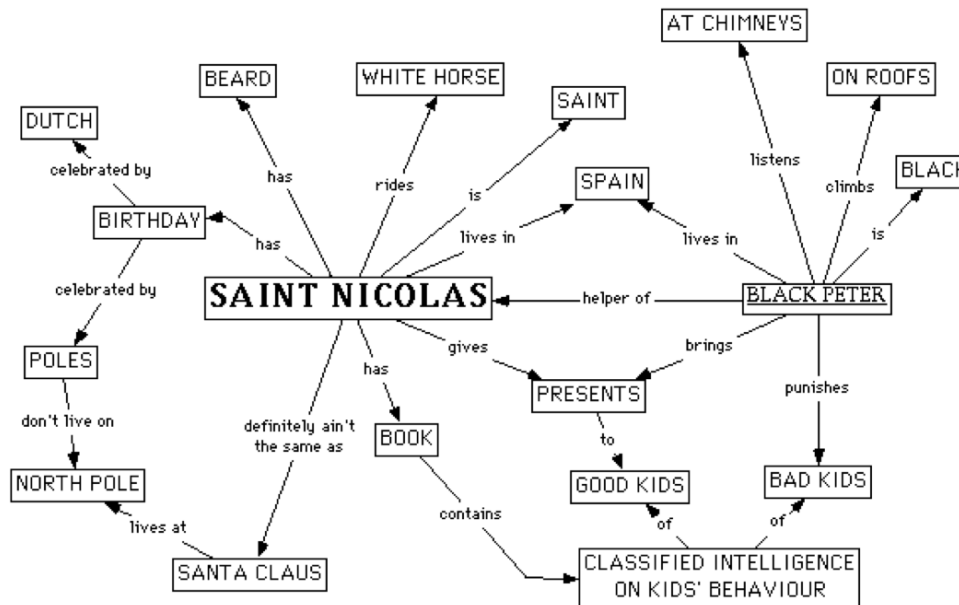 AT CHIMNEYS
BEARD
WHITE HORSE
ON ROOFS
SAINT
DUTCH
listens
celebrated by
BLACK
has
rides
is
SPAIN
climbs
BIRTHDAY
has
lives in
lives in
is
celebrated by
SAINT NICOLAS
helper of
BLACK PETER
gives
brings
POLES
has
PRESENTS
punishes
don't live on
definitely ain't
the same as
BOOK
to
NORTH POLE
GOOD KIDS
BAD KIDS
lives at
contains
of
of
SANTA CLAUS
CLASSIFIED INTELLIGENCE
ON KIDS' BEHAVIOUR